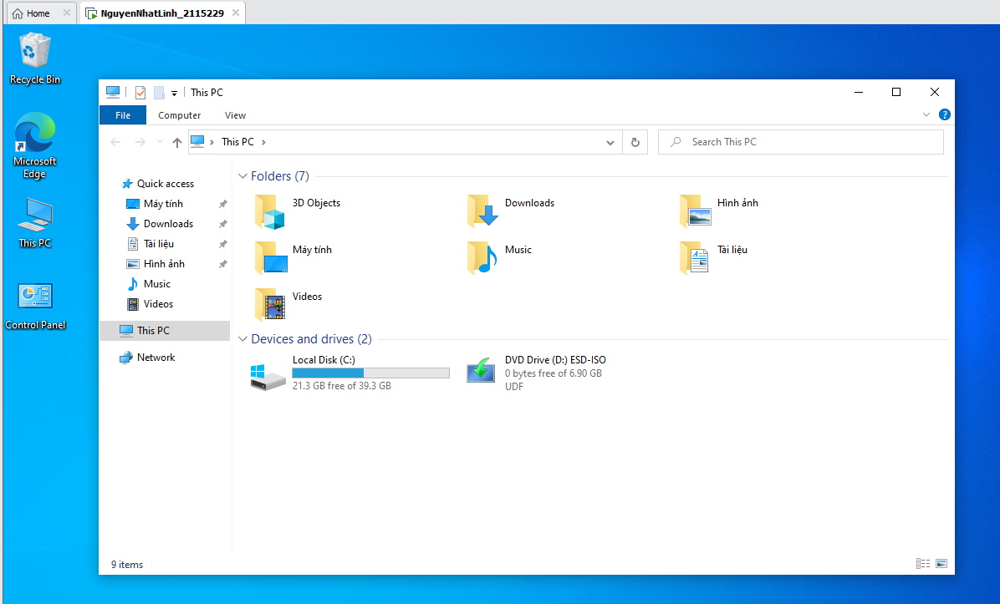 Home
NguyenNhatLinh_2115229
Recycle Bin
Microsoft
Edge
This PC
Control Panel
This PC
File
Computer
View
This PC
Search This PC
Quick access
Máy tính
Downloads
Tài liệu
Hình ảnh
Music
Videos
This PC
Network
Folders (7)
3D Objects
Downloads
Hình ảnh
Máy tính
Music
Tài liệu
Videos
Devices and drives (2)
Local Disk (C:)
21.3 GB free of 39.3 GB
DVD Drive (D:) ESD-ISO
0 bytes free of 6.90 GB
UDF
9 items